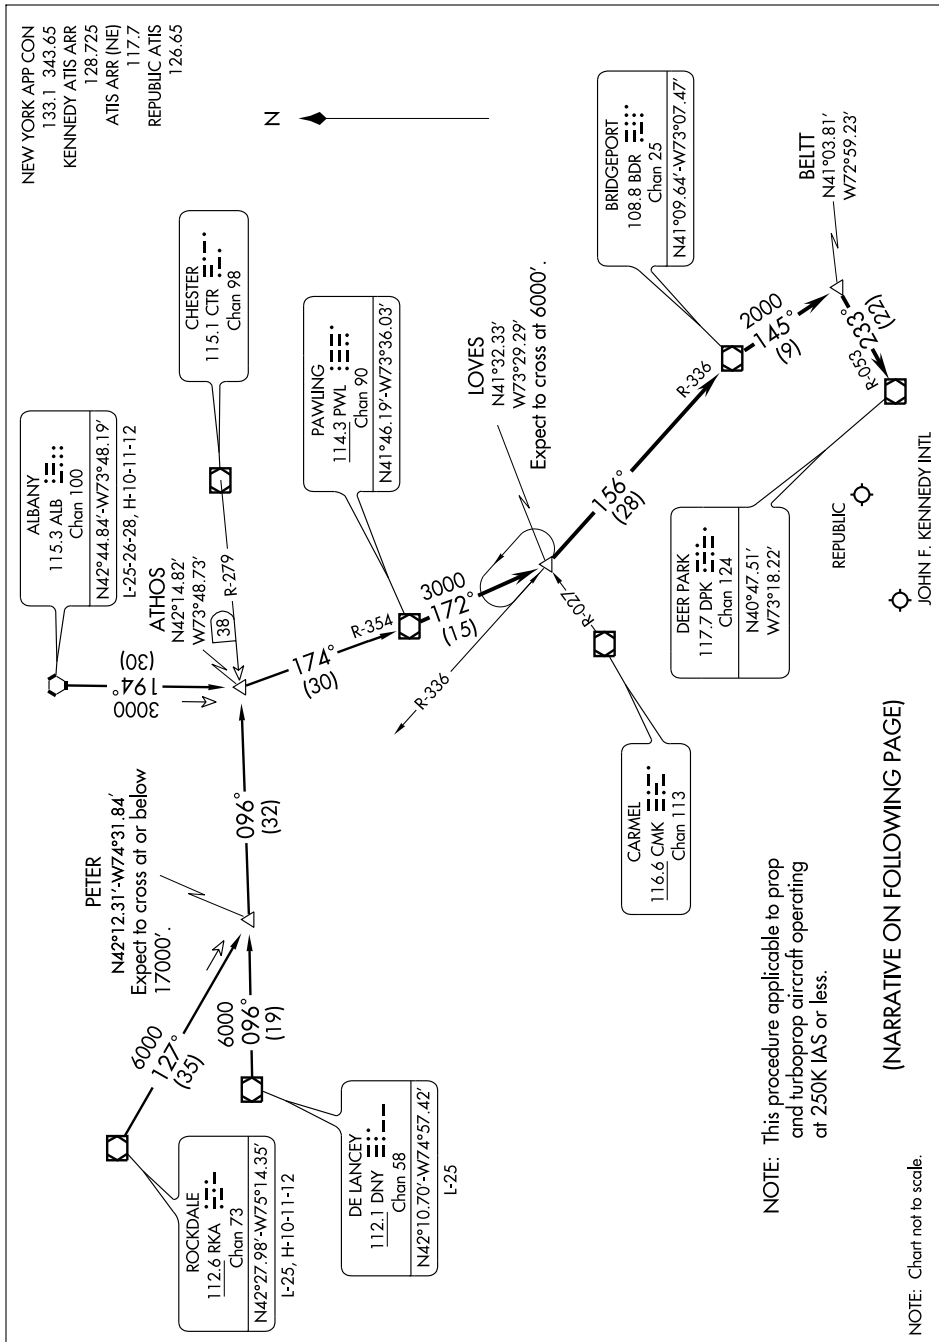 NEW YORK APP CON
133.1 343.65
KENNEDY ATIS ARR
128.725
ATIS ARR (NE)
117.7
REPUBLIC ATIS
126.65
N
ALBANY
115.3 ALB
Chan 100
N42°44.84'-W73°48.19'
L-25-26-28, H-10-11-12
CHESTER
115.1 CTR
Chan 98
R-279
38
ATHOS
N42°14.82'
W73°48.73'
3000
194°
(30)
PETER
N42°12.31'-W74°31.84'
Expect to cross at or below
17000'.
096°
(32)
6000
127°
(35)
6000
096°
(19)
ROCKDALE
112.6 RKA
Chan 73
N42°27.98'-W75°14.35'
L-25, H-10-11-12
DE LANCEY
112.1 DNY
Chan 58
N42°10.70'-W74°57.42'
L-25
174°
(30)
R-354
PAWLING
114.3 PWL
Chan 90
N41°46.19'-W73°36.03'
3000
172°
(15)
R-336
LOVES
N41°32.33'
W73°29.29'
Expect to cross at 6000'.
R-027
CARMEL
116.6 CMK
Chan 113
156°
(28)
R-336
BRIDGEPORT
108.8 BDR
Chan 25
N41°09.64'-W73°07.47'
2000
145°
(9)
BELTT
N41°03.81'
W72°59.23'
R-053
233°
(22)
DEER PARK
117.7 DPK
Chan 124
N40°47.51'
W73°18.22'
REPUBLIC
JOHN F. KENNEDY INTL
NOTE: This procedure applicable to prop
and turboprop aircraft operating
at 250K IAS or less.
(NARRATIVE ON FOLLOWING PAGE)
NOTE: Chart not to scale.